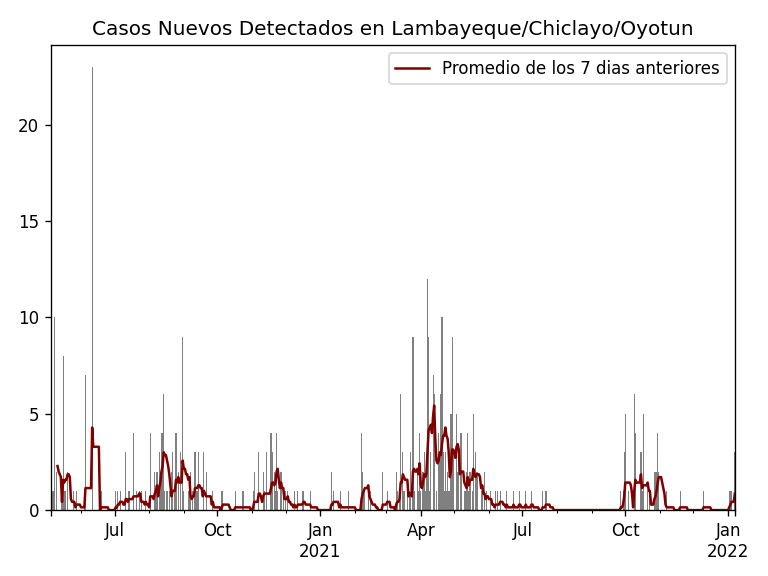 Casos Nuevos Detectados en Lambayeque/Chiclayo/Oyotun
Promedio de los 7 dias anteriores
20
15
10
5
0
Jul
Oct
Jan
2021
Apr
Jul
Oct
Jan
2022